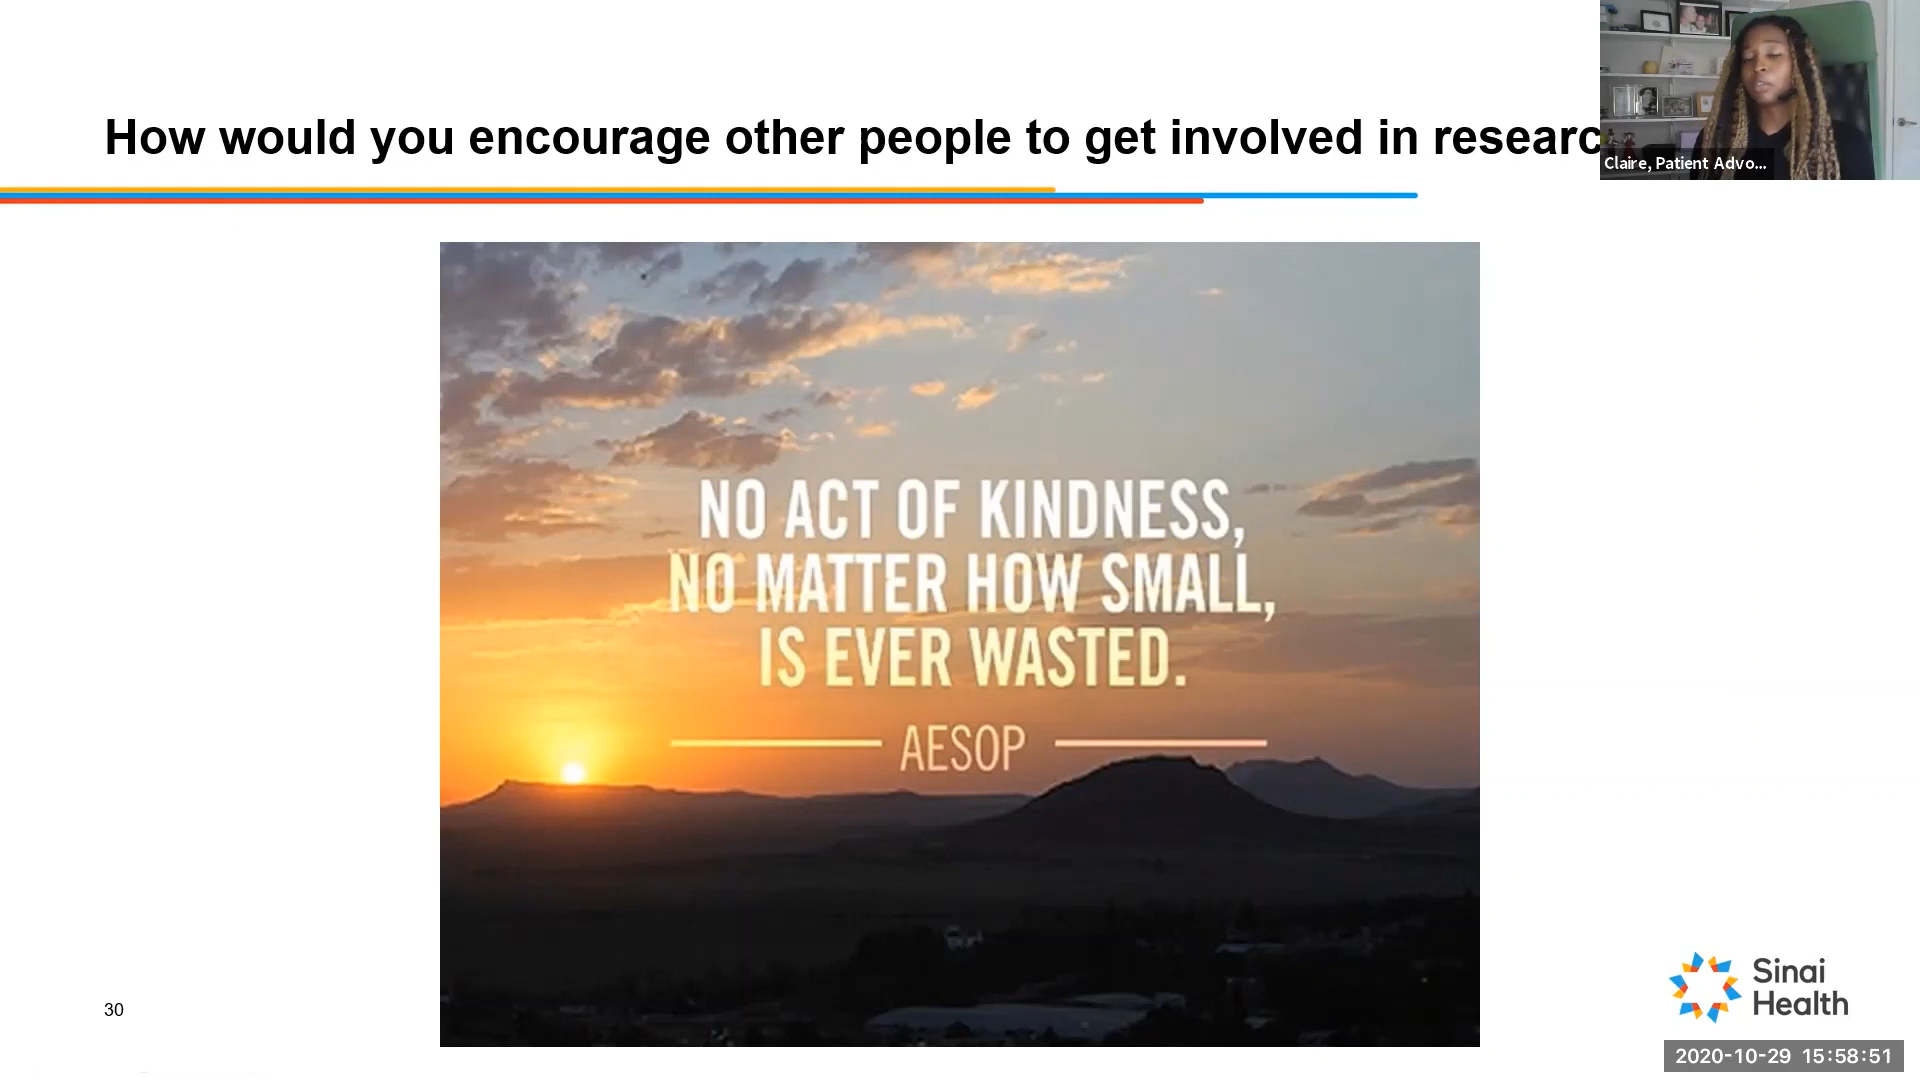 How would you encourage other people to get involved in researc
Claire, Patient Advo...
NO ACT OF KINDNESS,
NO MATTER HOW SMALL,
IS EVER WASTED.
AESOP
30
Sinai
Health
2020-10-29 15:58:51